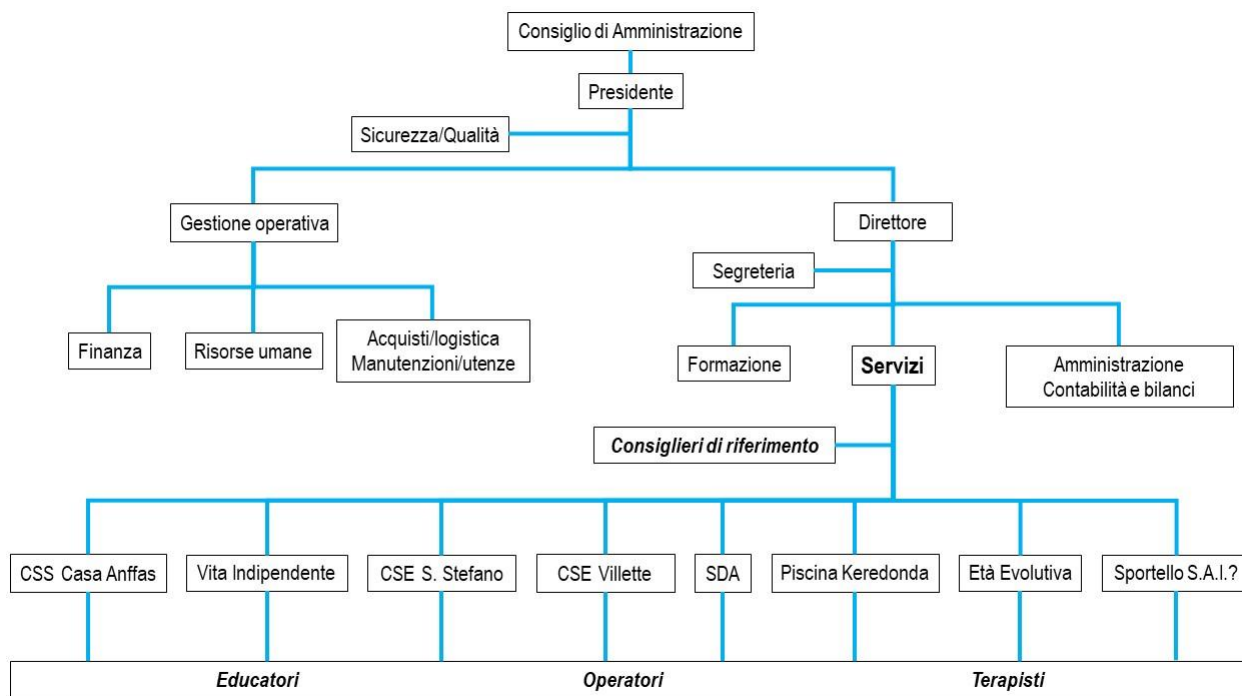 Consiglio di Amministrazione
Presidente
Sicurezza/Qualità
Gestione operativa
Direttore
Segreteria
Finanza
Risorse umane
Acquisti/logistica
Manutenzioni/utenze
Formazione
Servizi
Amministrazione
Contabilità e bilanci
Consiglieri di riferimento
CSS Casa Anffas
Vita Indipendente
CSE S. Stefano
CSE Villette
SDA
Piscina Keredonda
Età Evolutiva
Sportello S.A.I.?
Educatori
Operatori
Terapisti